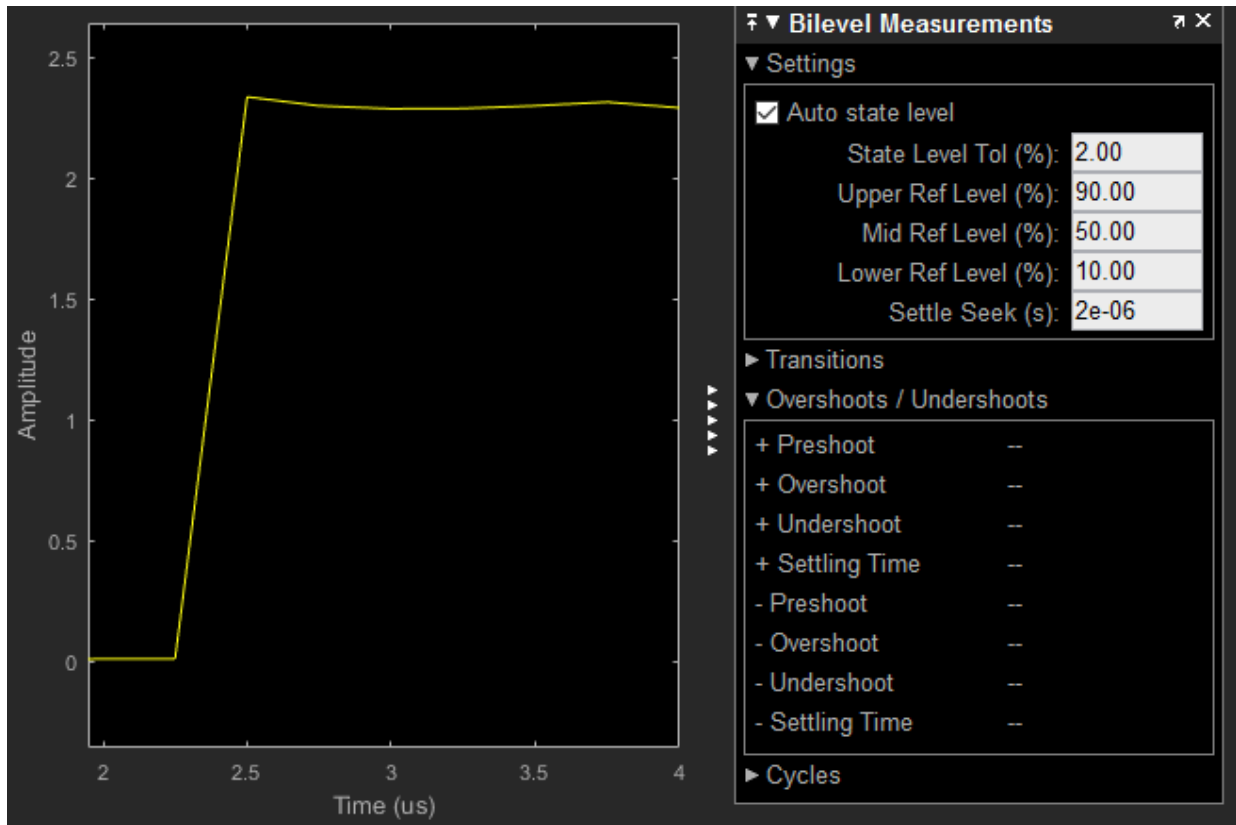 2.5
2
1.5
1
0.5
0
Amplitude
2
2.5
3
3.5
4
Time (us)
Bilevel Measurements
Settings
Auto state level
State Level Tol (%): 2.00
Upper Ref Level (%): 90.00
Mid Ref Level (%): 50.00
Lower Ref Level (%): 10.00
Settle Seek (s): 2e-06
Transitions
Overshoots / Undershoots
+ Preshoot --
+ Overshoot --
+ Undershoot --
+ Settling Time --
- Preshoot --
- Overshoot --
- Undershoot --
- Settling Time --
Cycles